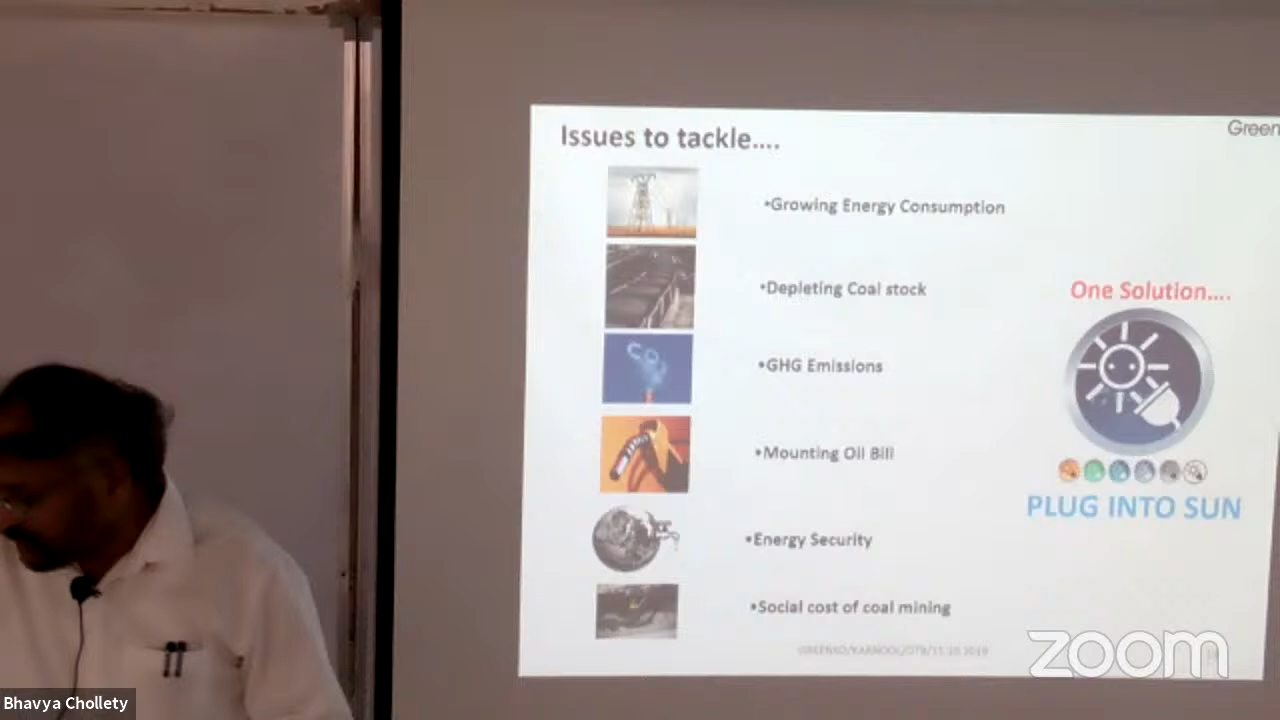 Issues to tackle....
Green
•Growing Energy Consumption
•Depleting Coal stock
One Solution....
•GHG Emissions
•Mounting Oil Bill
PLUG INTO SUN
•Energy Security
•Social cost of coal mining
zoom
Bhavya Chollety